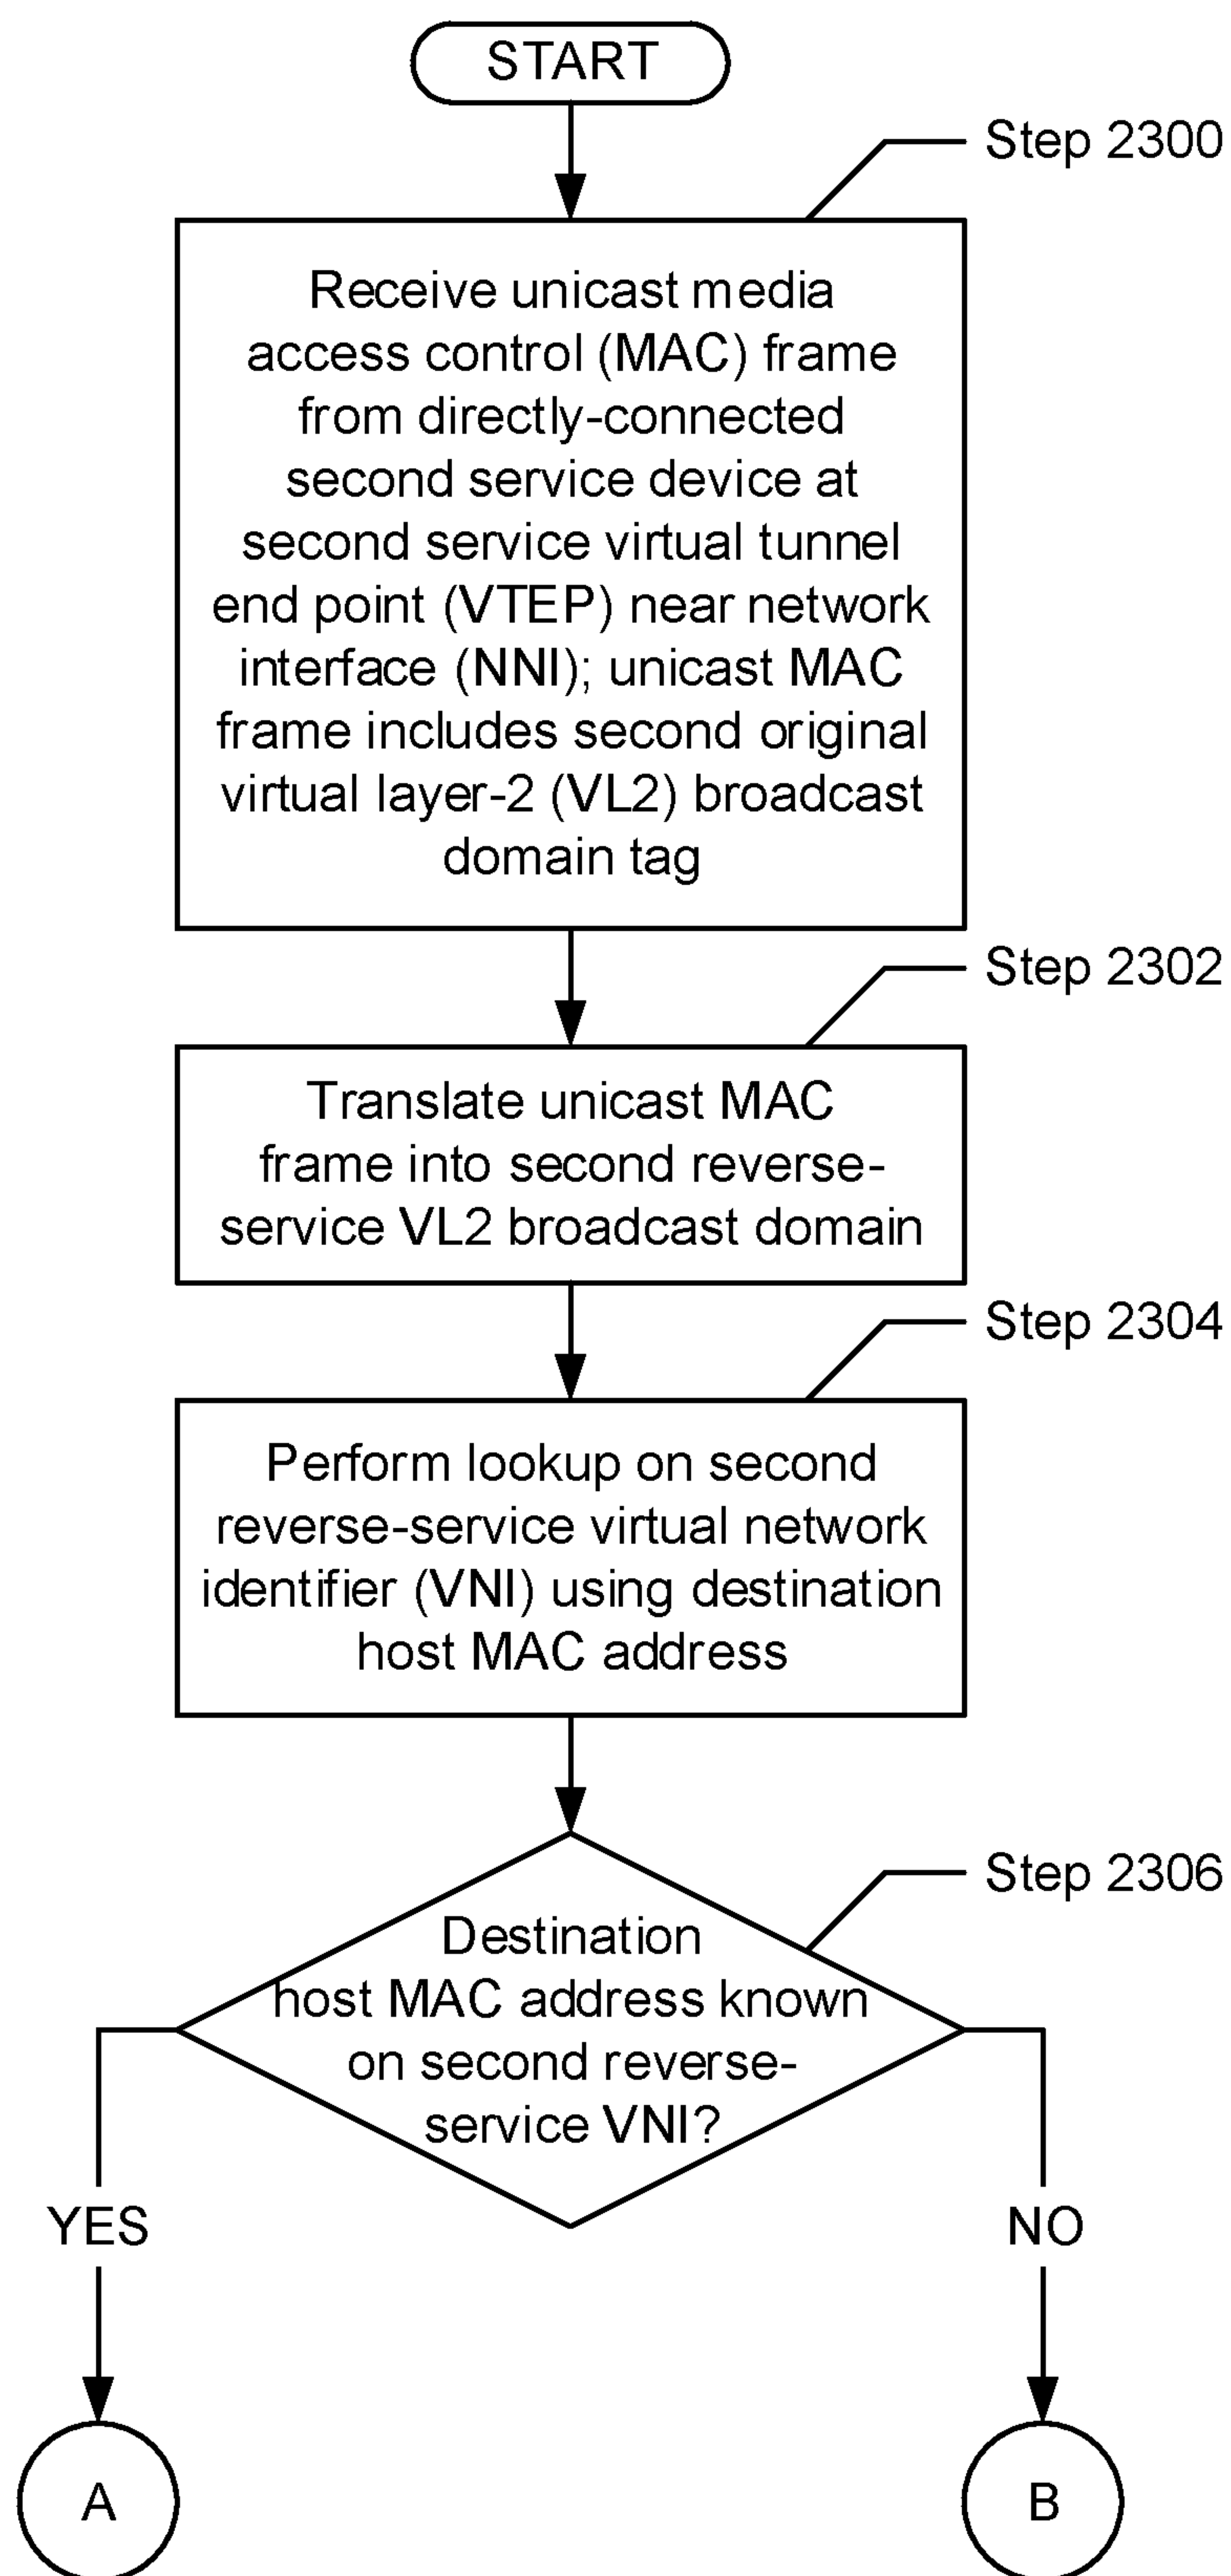 START
Step 2300
Receive unicast media
access control (MAC) frame
from directly-connected
second service device at
second service virtual tunnel
end point (VTEP) near network
interface (NNI); unicast MAC
frame includes second original
virtual layer-2 (VL2) broadcast
domain tag
Step 2302
Translate unicast MAC
frame into second reverse-
service VL2 broadcast domain
Step 2304
Perform lookup on second
reverse-service virtual network
identifier (VNI) using destination
host MAC address
Step 2306
Destination
host MAC address known
on second reverse-
service VNI?
YES
NO
A
B